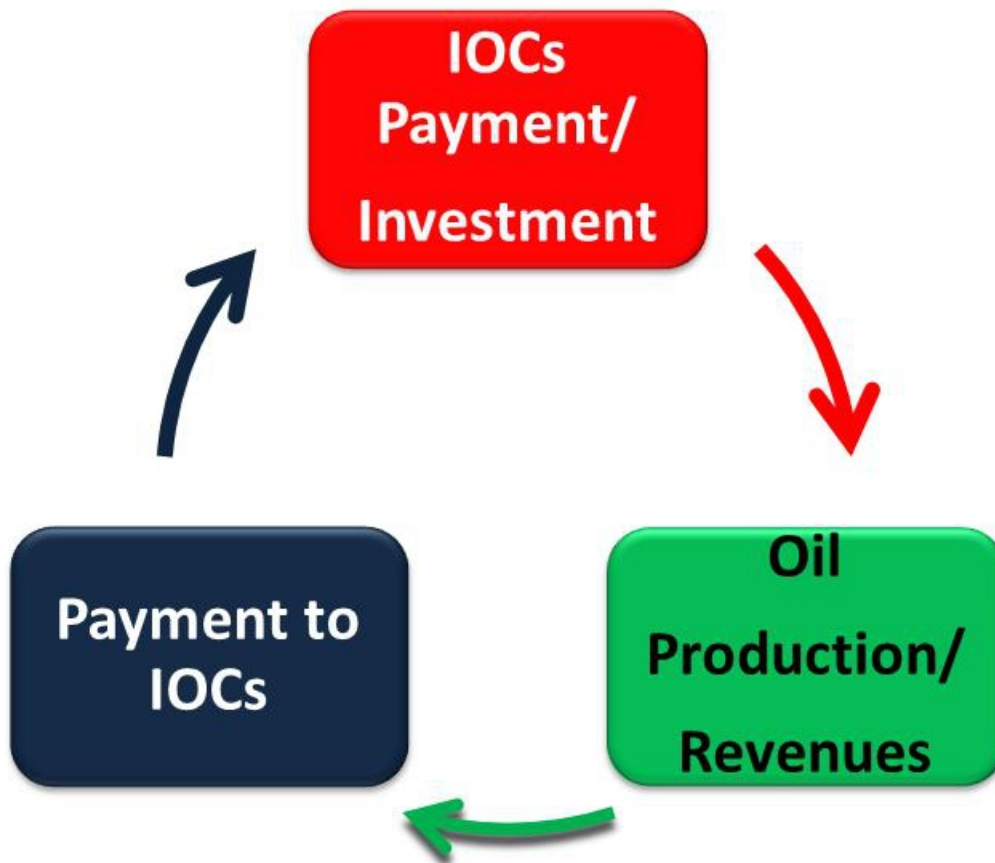 IOCs
Payment/
Investment
Oil
Production/
Revenues
Payment to
IOCs